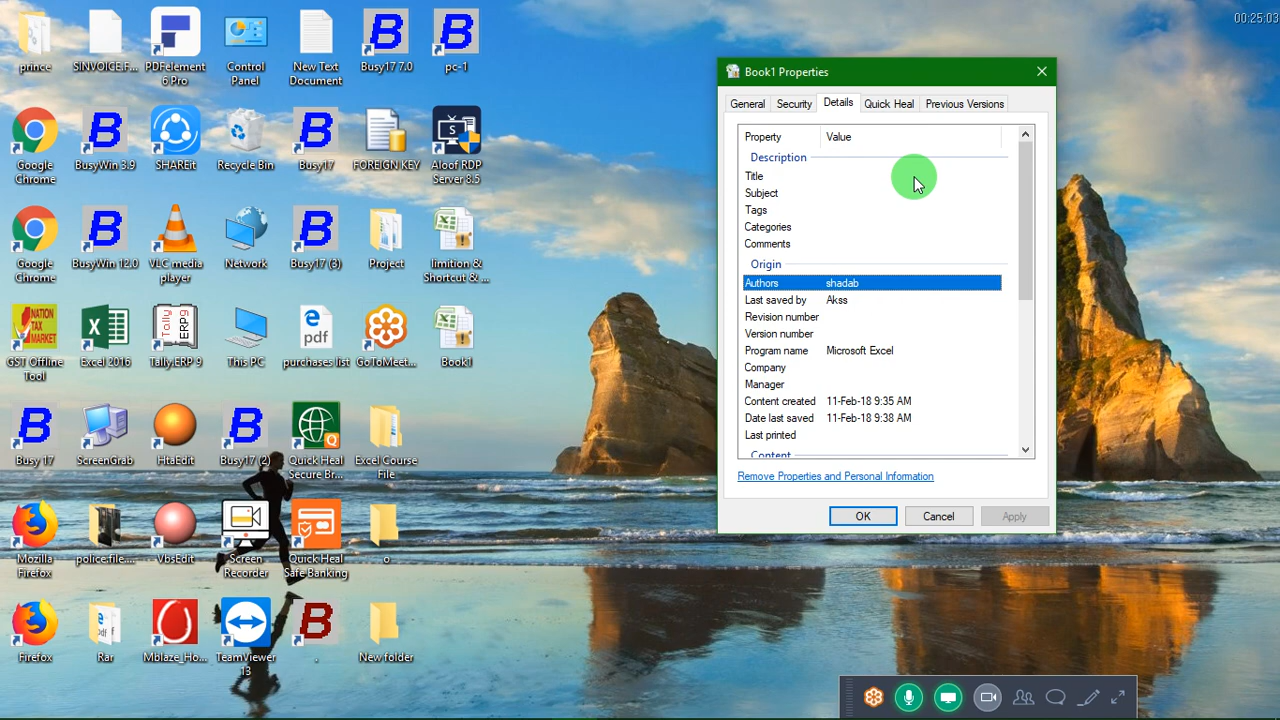 00:25:03
prince
SINVOICE.F...
PDFelement
6 Pro
Control
Panel
New Text
Document
Busy17 7.0
pc-1
Google
Chrome
BusyWin 3.9
SHAREit
Recycle Bin
Busy17
FOREIGN KEY
Aloof RDP
Server 8.5
Google
Chrome
BusyWin 12.0
VLC media
player
Network
Busy17 (3)
Project
limition &
Shortcut & ...
NATION
TAX
MARKET
GST Offline
Tool
Excel 2016
Tally
ERP9
Tally.ERP 9
This PC
pdf
purchases list
GoToMeet...
Book1
Busy 17
ScreenGrab
HtaEdit
Busy17 (2)
Quick Heal
Secure Br...
Excel Course
File
Mozilla
Firefox
police.file....
VbsEdit
Screen
Recorder
Quick Heal
Safe Banking
o
Firefox
Rar
Mblaze_Ho...
TeamViewer
13
.
New folder
Book1 Properties
General Security Details Quick Heal Previous Versions
Property Value
Description
Title
Subject
Tags
Categories
Comments
Origin
Authors shadab
Last saved by Akss
Revision number
Version number
Program name Microsoft Excel
Company
Manager
Content created 11-Feb-18 9:35 AM
Date last saved 11-Feb-18 9:38 AM
Last printed
Content
Remove Properties and Personal Information
OK Cancel Apply